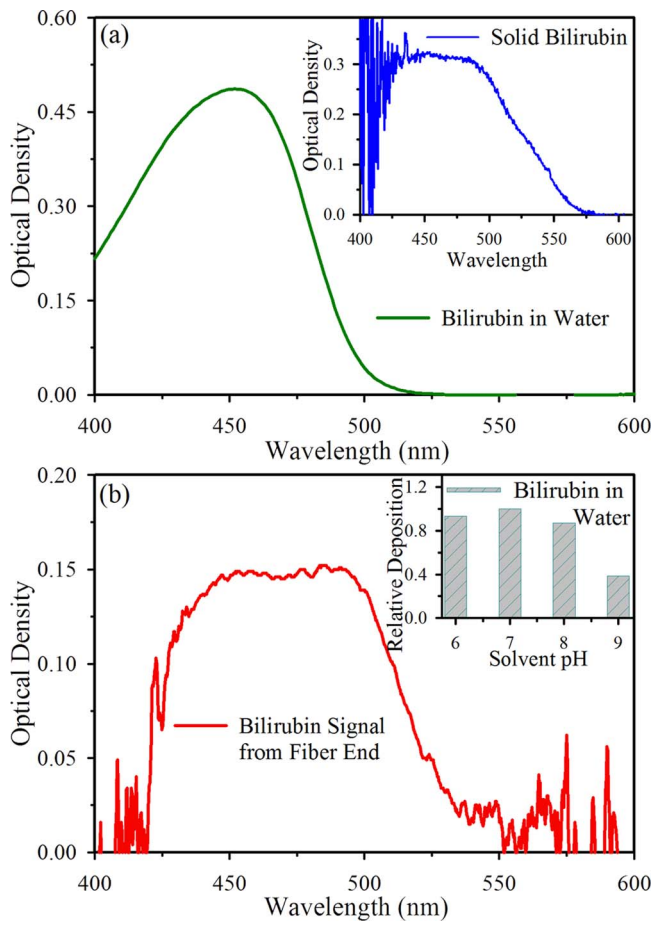 (a)
Optical Density
0.60
0.45
0.30
0.15
0.00
400 450 500 550 600
Wavelength (nm)
Bilirubin in Water
Solid Bilirubin
Optical Density
0.3
0.2
0.1
0.0
400 450 500 550 600
Wavelength
(b)
Optical Density
0.20
0.15
0.10
0.05
0.00
400 450 500 550 600
Wavelength (nm)
Bilirubin Signal
from Fiber End
Relative Deposition
1.2
0.8
0.4
0.0
6 7 8 9
Solvent pH
Bilirubin in
Water